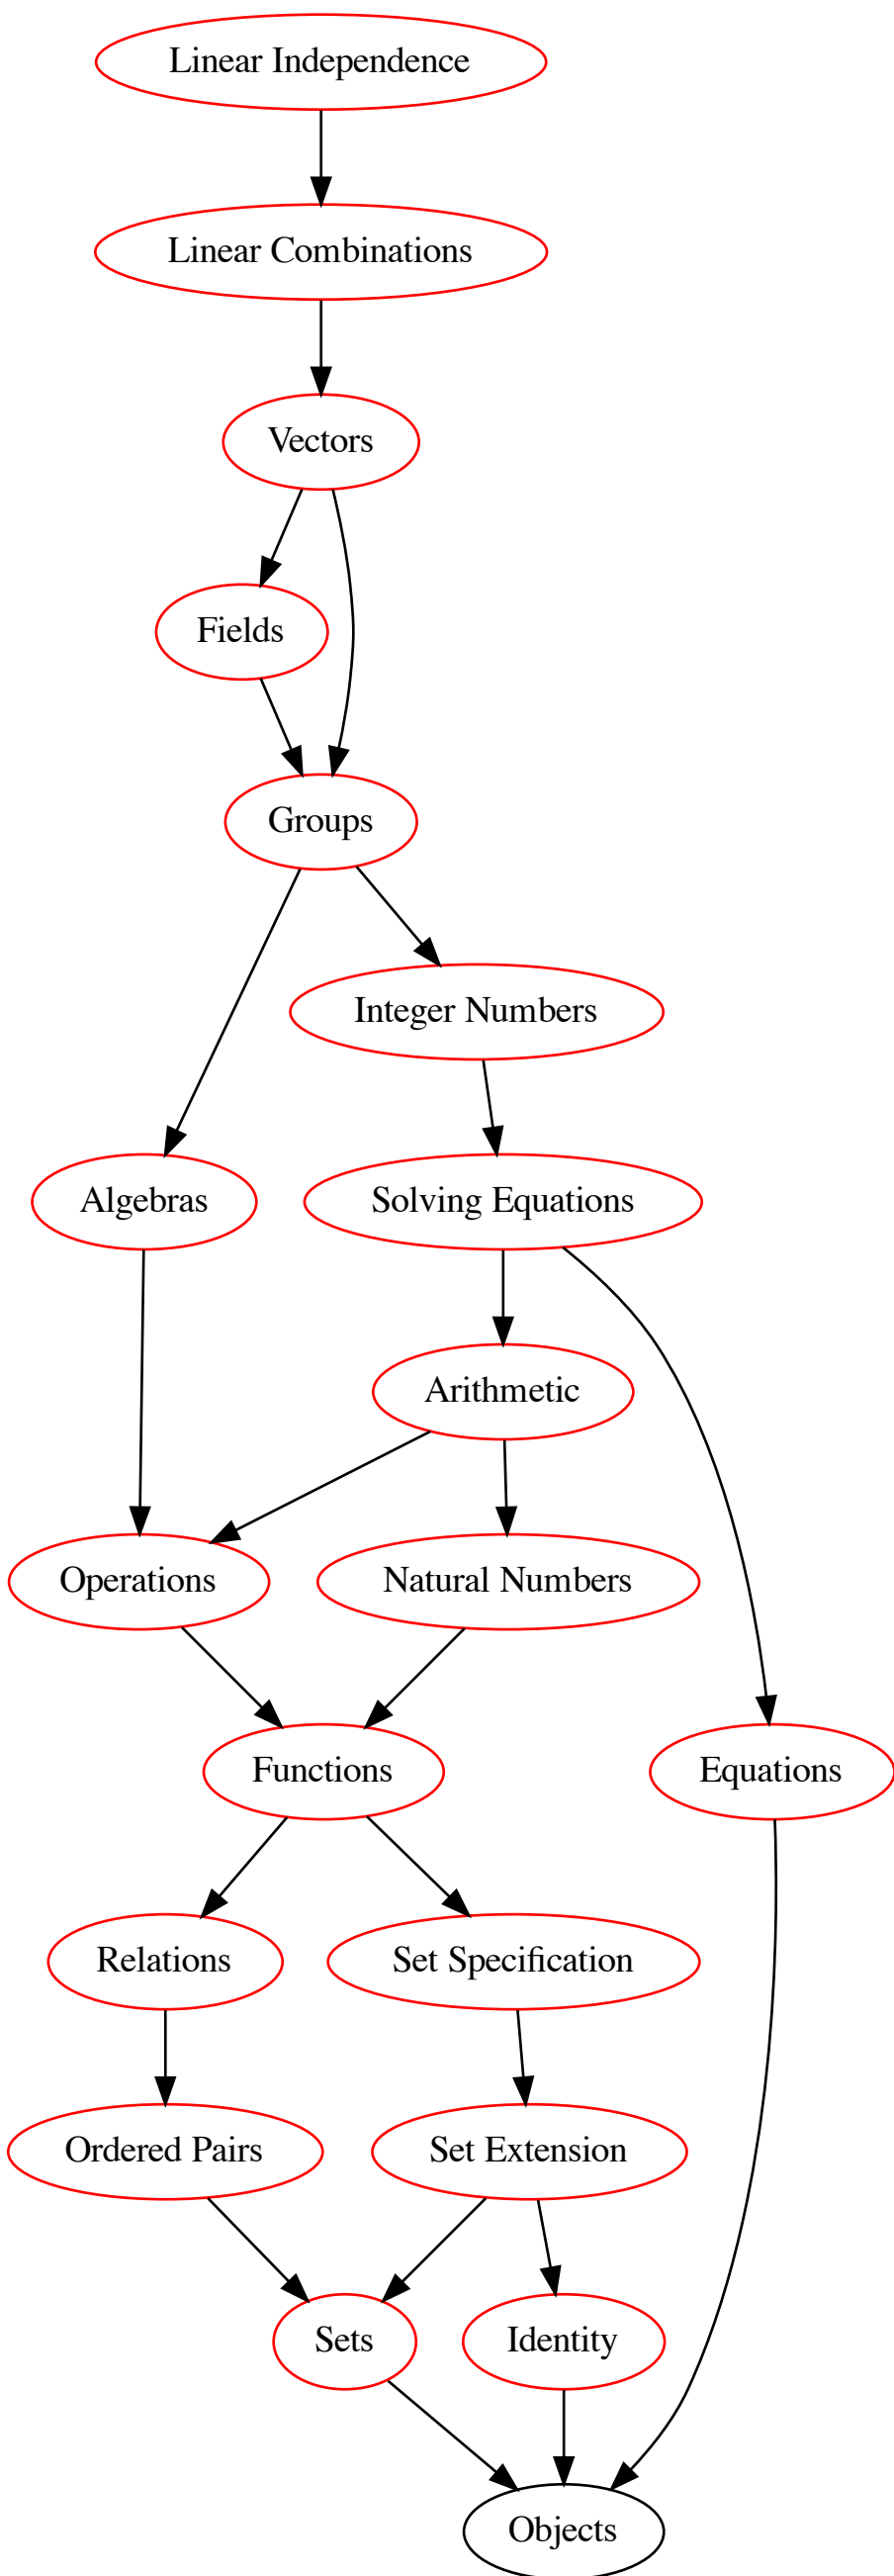 Linear Independence
Linear Combinations
Vectors
Fields
Groups
Integer Numbers
Algebras
Solving Equations
Arithmetic
Operations
Natural Numbers
Functions
Equations
Relations
Set Specification
Ordered Pairs
Set Extension
Sets
Identity
Objects